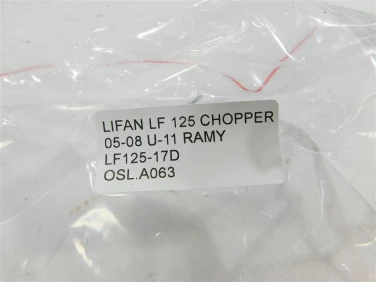 LIFAN LF 125 CHOPPER
05-08 U-11 RAMY
LF125-17D
OSL.A063